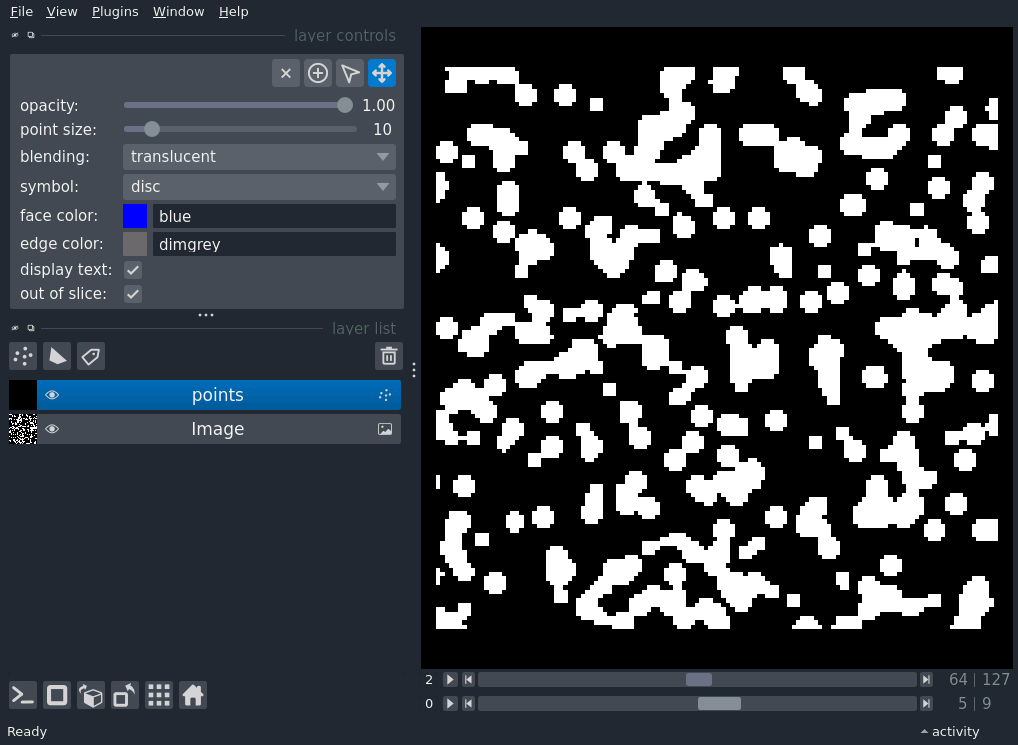 File View Plugins Window Help
layer controls
opacity: 1.00
point size: 10
blending: translucent
symbol: disc
face color: blue
edge color: dimgrey
display text:
out of slice:
layer list
points
Image
2 64 | 127
0 5 | 9
Ready activity